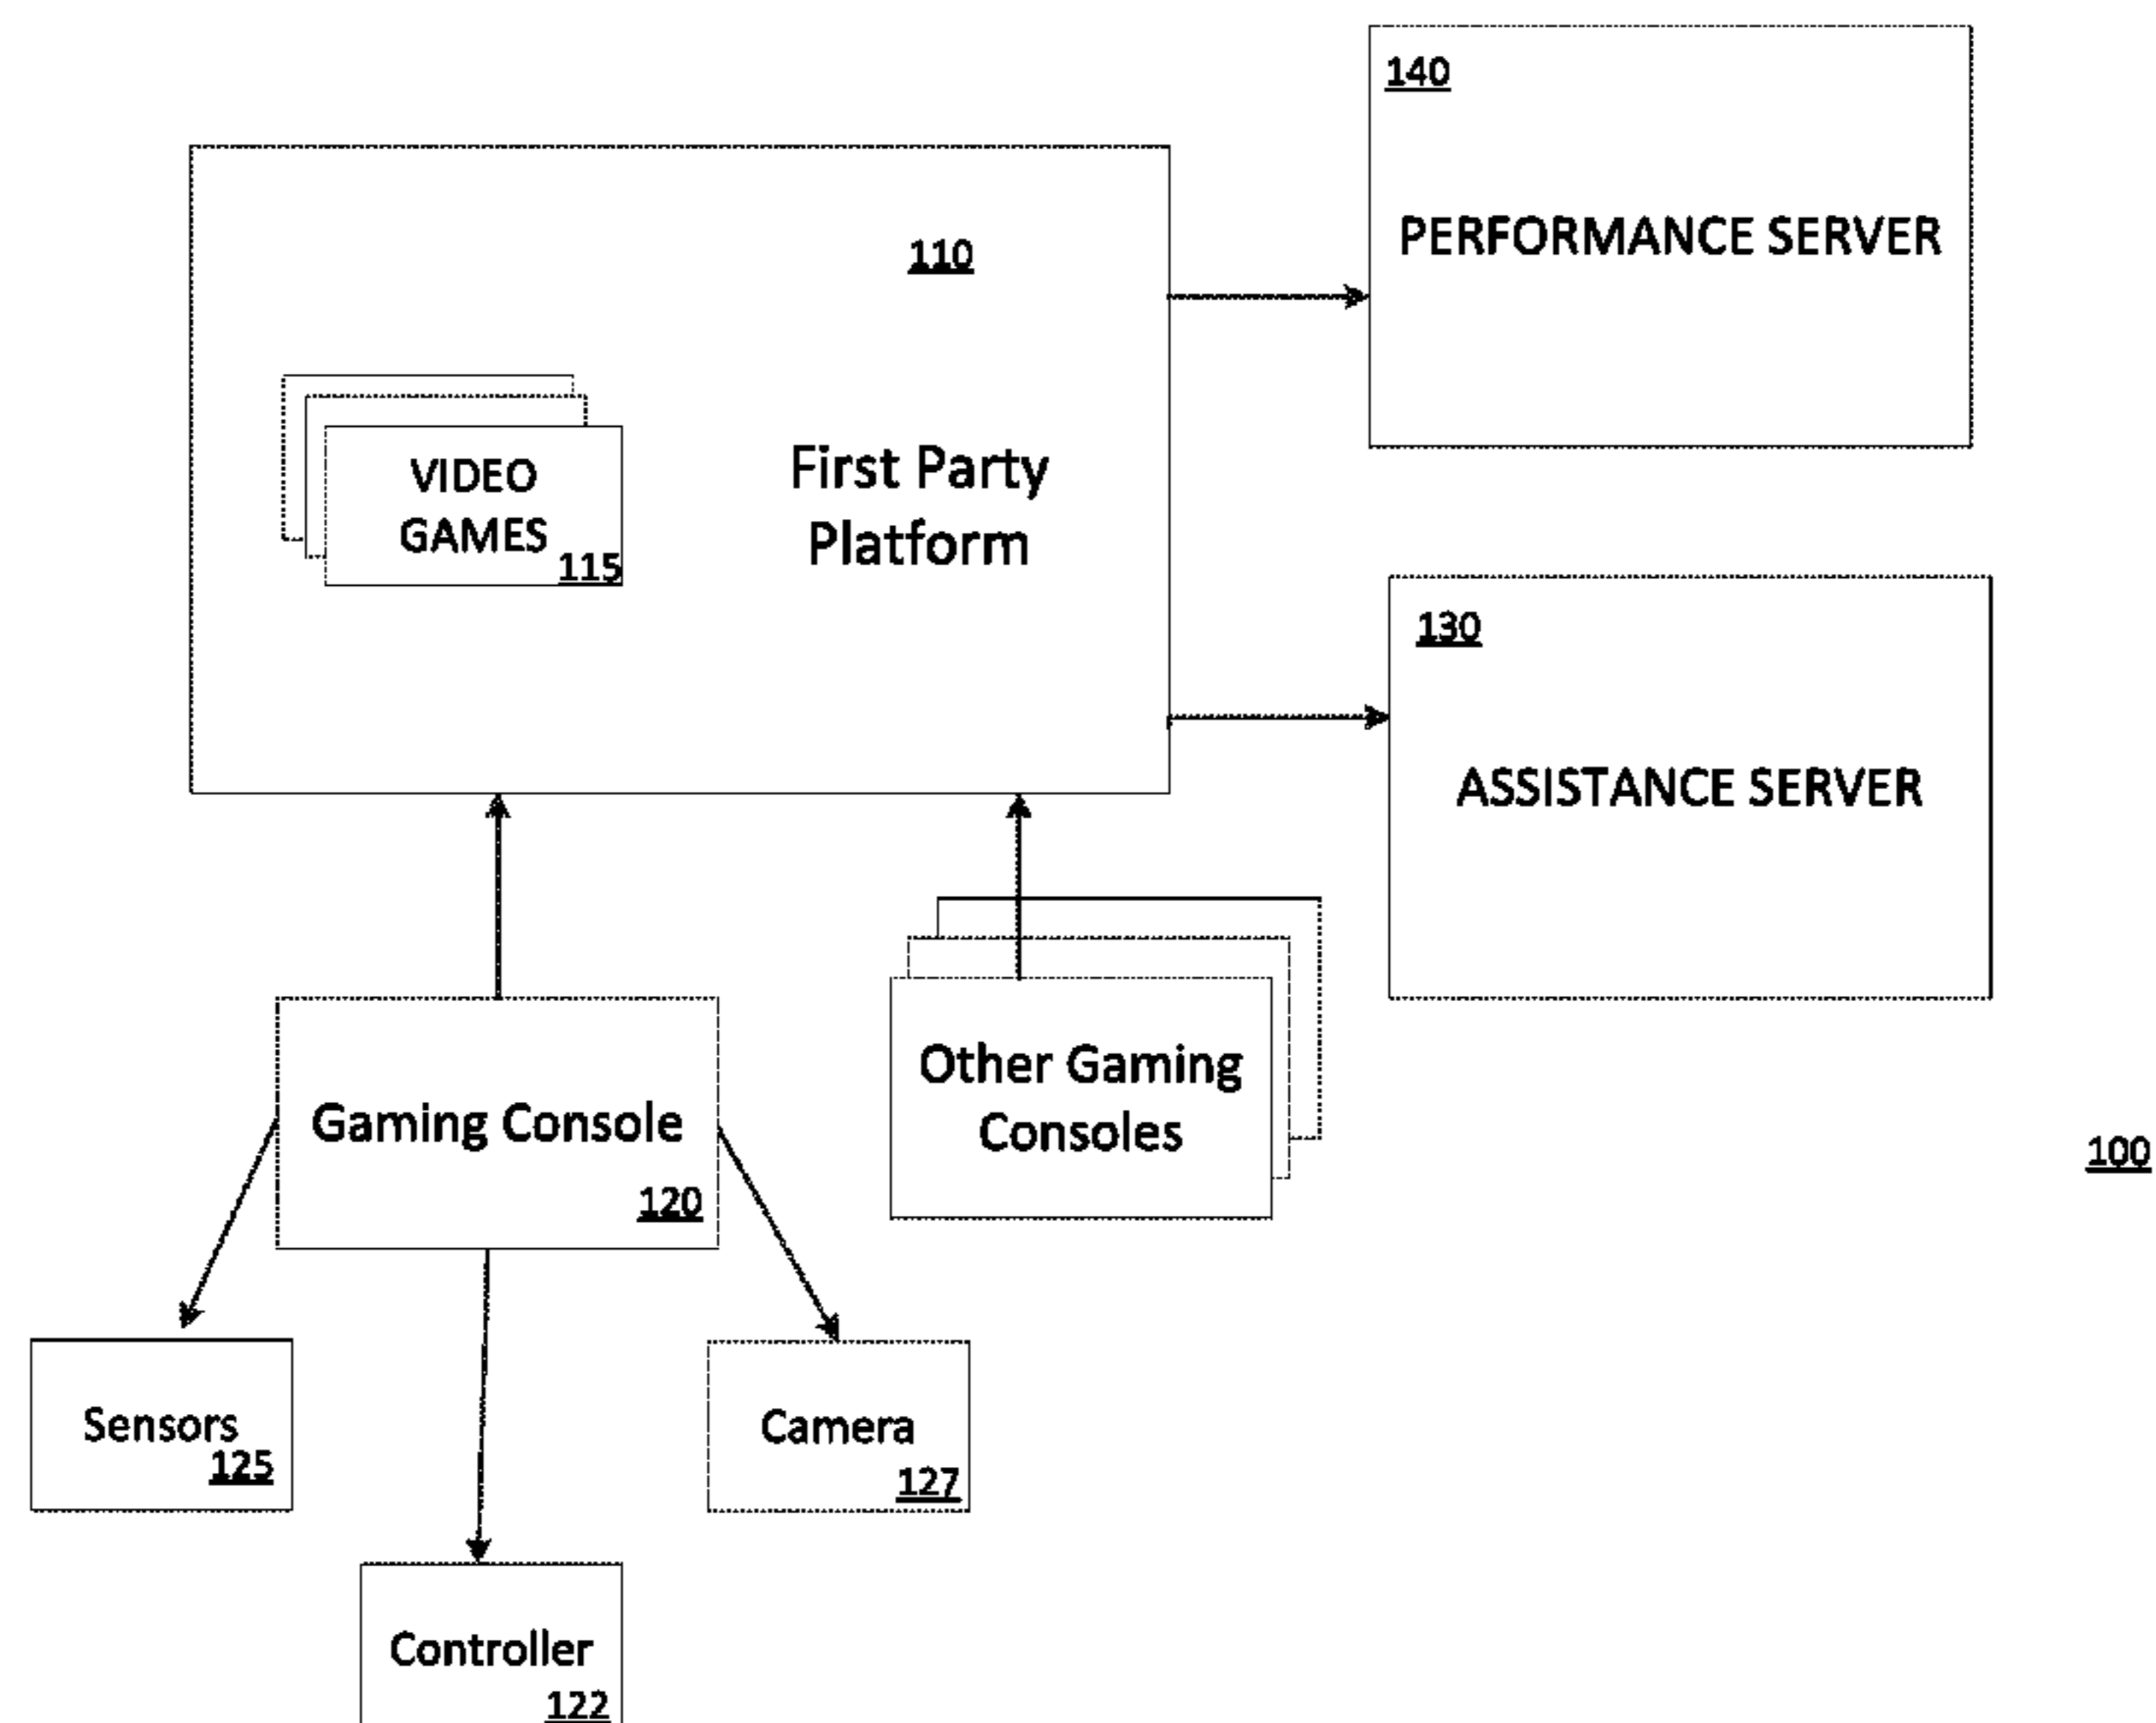 140
PERFORMANCE SERVER
110
VIDEO
GAMES
115
First Party
Platform
130
ASSISTANCE SERVER
Gaming Console
120
Other Gaming
Consoles
100
Sensors
125
Camera
127
Controller
122